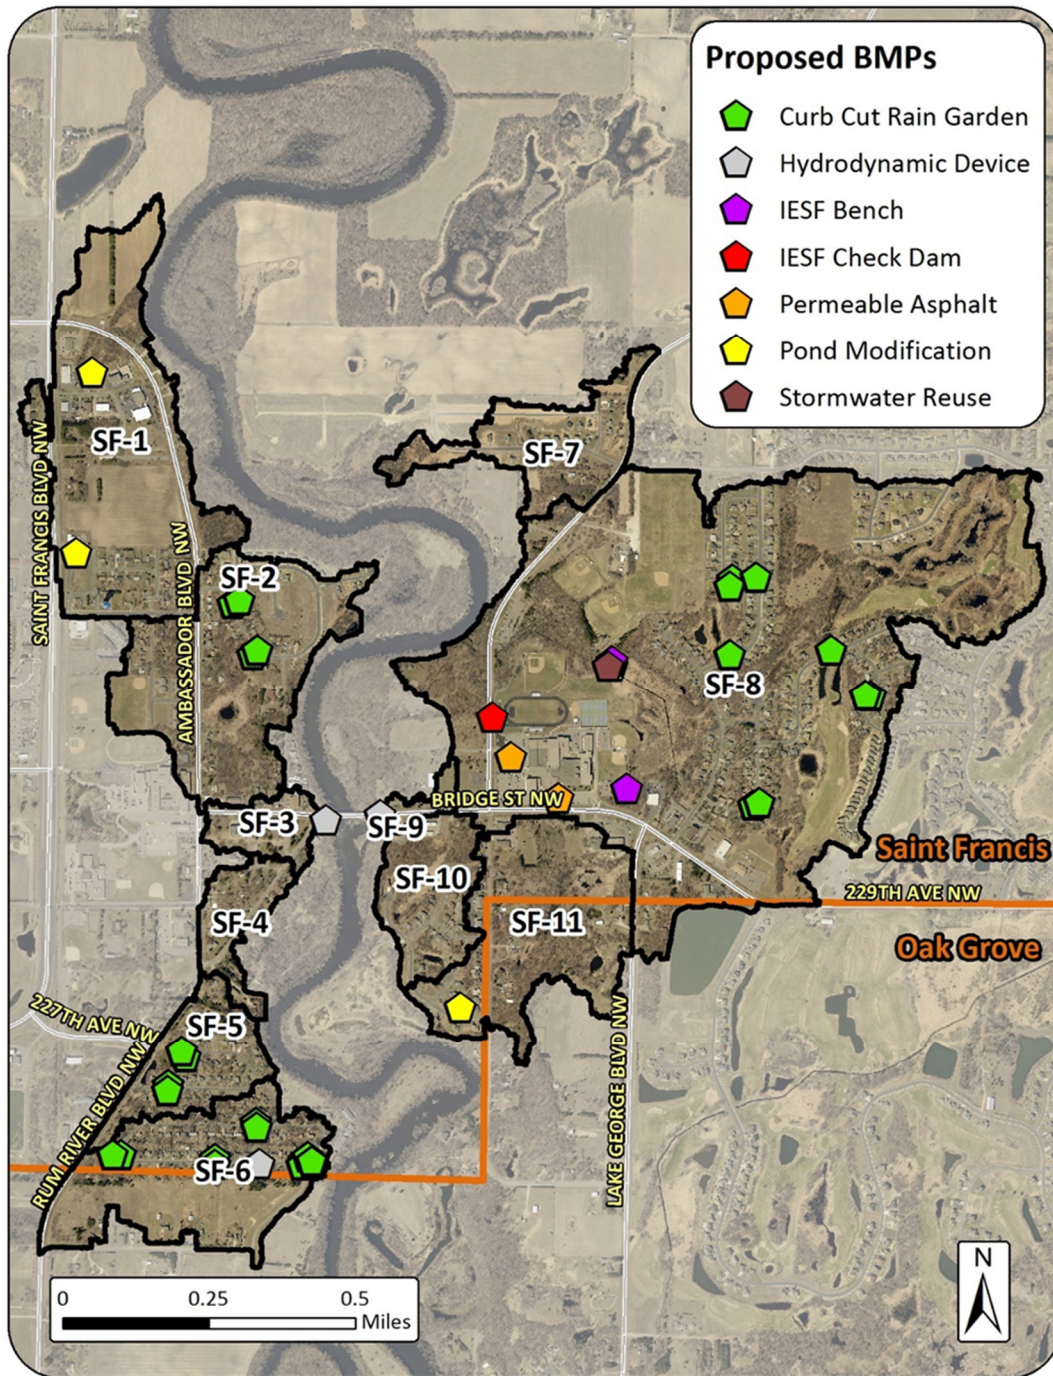 Proposed BMPs
Curb Cut Rain Garden
Hydrodynamic Device
IESF Bench
IESF Check Dam
Permeable Asphalt
Pond Modification
Stormwater Reuse
SF-1
SF-7
SAINT FRANCIS BLVD NW
AMBASSADOR BLVD NW
SF-2
SF-8
BRIDGE ST NW
SF-3
SF-9
Saint Francis
SF-10
229TH AVE NW
SF-4
SF-11
Oak Grove
227TH AVE NW
SF-5
LAKE GEORGE BLVD NW
RUM RIVER BLVD NW
SF-6
N
0 0.25 0.5
Miles